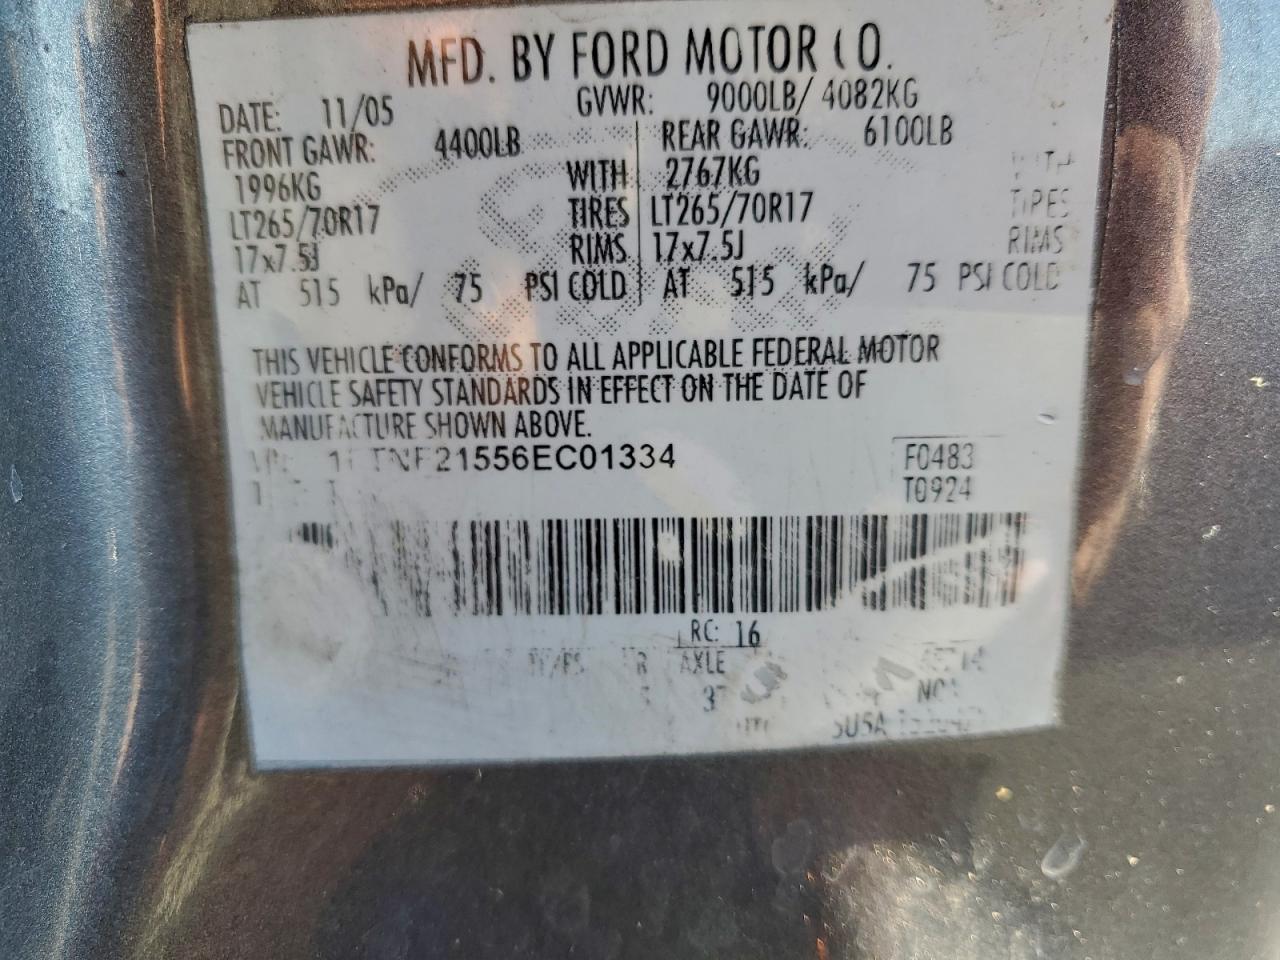 MFD. BY FORD MOTOR CO.
DATE: 11/05 GVWR: 9000LB/ 4082KG
FRONT GAWR: 4400LB REAR GAWR: 6100LB
1996KG WITH 2767KG WITH
LT265/70R17 TIRES LT265/70R17 TIRES
17x7.5J RIMS 17x7.5J RIMS
AT 515 kPa/ 75 PSI COLD AT 515 kPa/ 75 PSI COLD
THIS VEHICLE CONFORMS TO ALL APPLICABLE FEDERAL MOTOR
VEHICLE SAFETY STANDARDS IN EFFECT ON THE DATE OF
MANUFACTURE SHOWN ABOVE.
F0483
T0924
RC: 16
AXLE